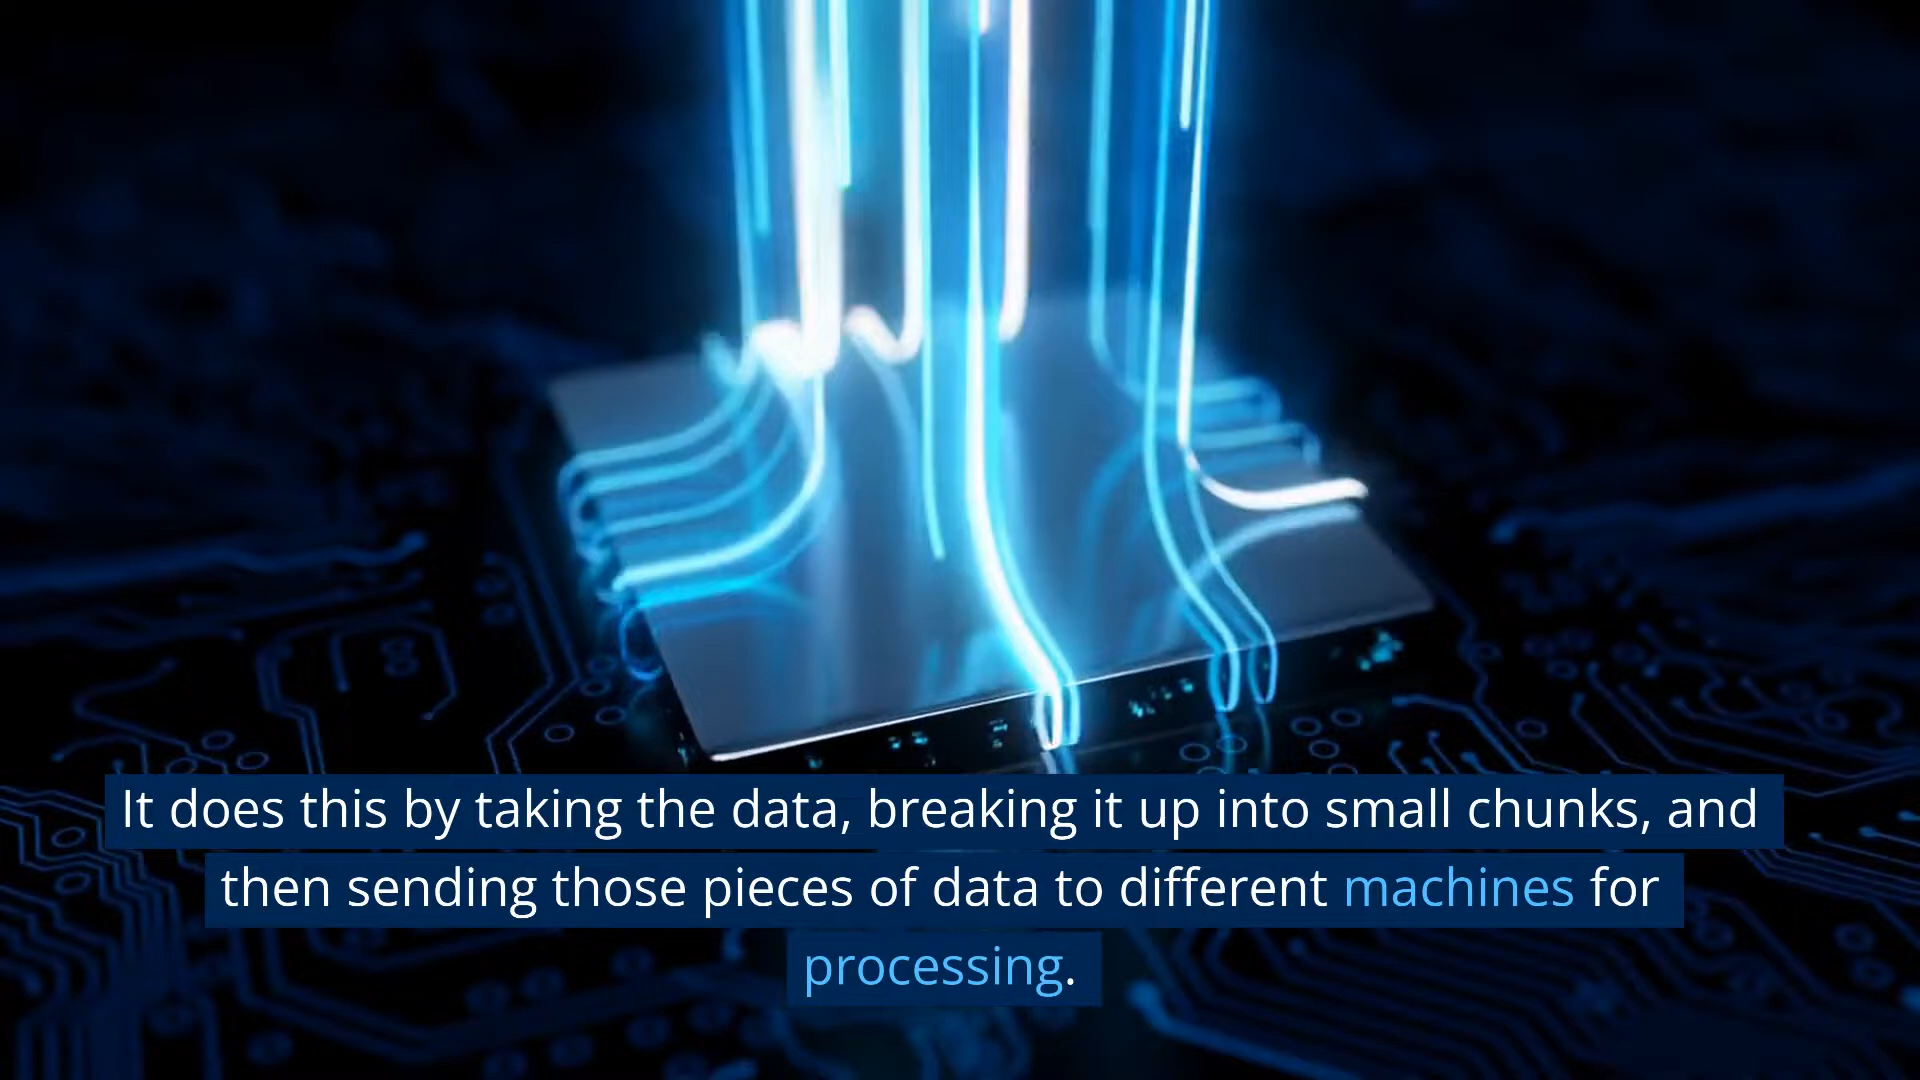 It does this by taking the data, breaking it up into small chunks, and
then sending those pieces of data to different machines for
processing.